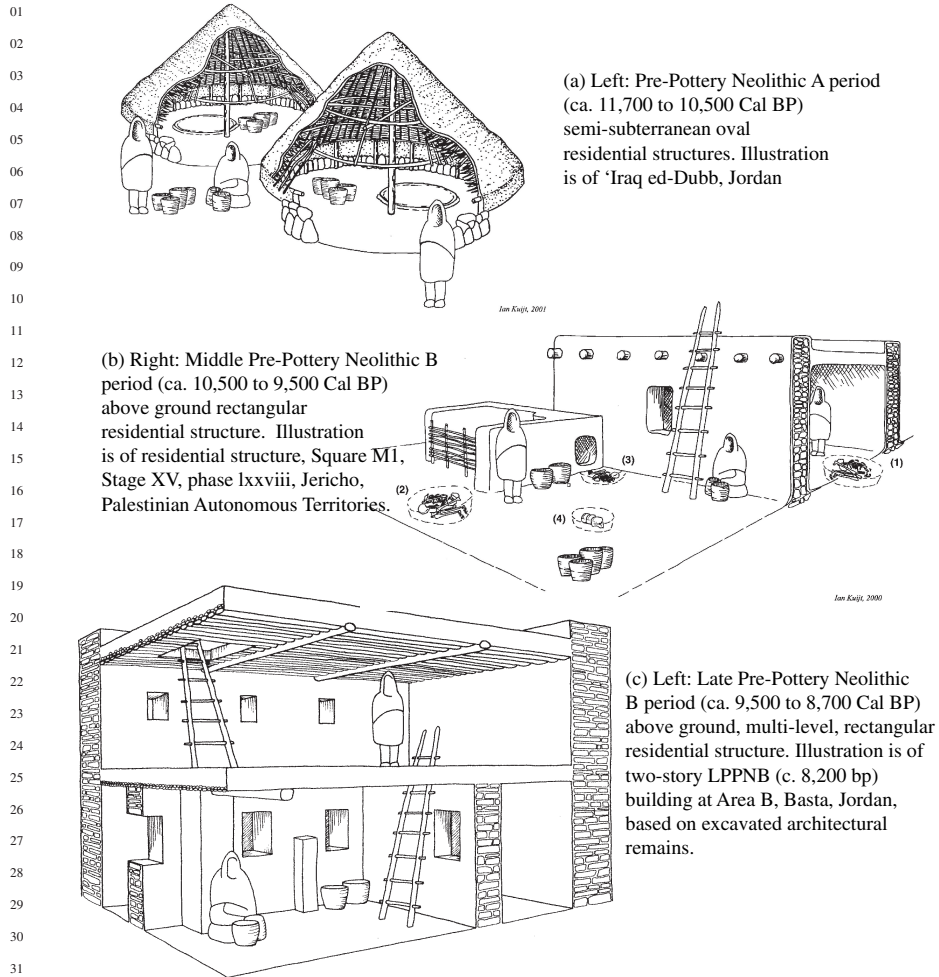 01
02
03
04
05
06
07
08
09
10
11
12
13
14
15
16
17
18
19
20
21
22
23
24
25
26
27
28
29
30
31
(a) Left: Pre-Pottery Neolithic A period
(ca. 11,700 to 10,500 Cal BP)
semi-subterranean oval
residential structures. Illustration
is of ‘Iraq ed-Dubb, Jordan
Ian Kuijt, 2001
(b) Right: Middle Pre-Pottery Neolithic B
period (ca. 10,500 to 9,500 Cal BP)
above ground rectangular
residential structure. Illustration
is of residential structure, Square M1,
Stage XV, phase lxxviii, Jericho,
Palestinian Autonomous Territories.
(1)
(2)
(3)
(4)
Ian Kuijt, 2000
(c) Left: Late Pre-Pottery Neolithic
B period (ca. 9,500 to 8,700 Cal BP)
above ground, multi-level, rectangular
residential structure. Illustration is of
two-story LPPNB (c. 8,200 bp)
building at Area B, Basta, Jordan,
based on excavated architectural
remains.